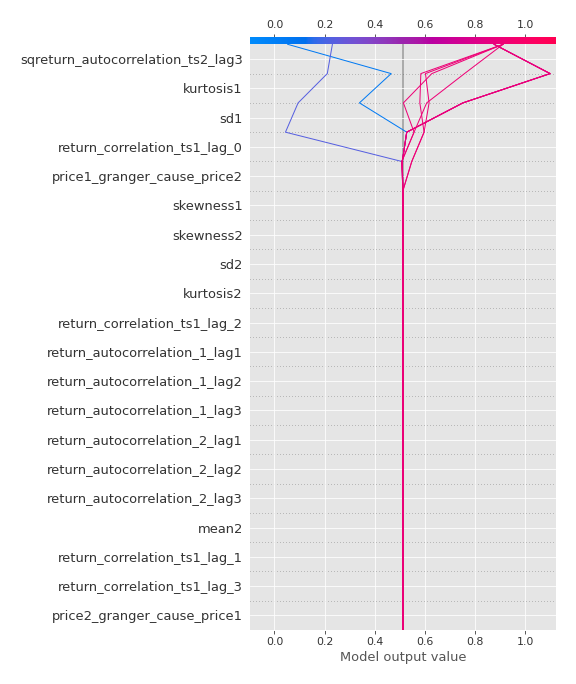 0.0 0.2 0.4 0.6 0.8 1.0
sqreturn_autocorrelation_ts2_lag3
kurtosis1
sd1
return_correlation_ts1_lag_0
price1_granger_cause_price2
skewness1
skewness2
sd2
kurtosis2
return_correlation_ts1_lag_2
return_autocorrelation_1_lag1
return_autocorrelation_1_lag2
return_autocorrelation_1_lag3
return_autocorrelation_2_lag1
return_autocorrelation_2_lag2
return_autocorrelation_2_lag3
mean2
return_correlation_ts1_lag_1
return_correlation_ts1_lag_3
price2_granger_cause_price1
0.0 0.2 0.4 0.6 0.8 1.0
Model output value